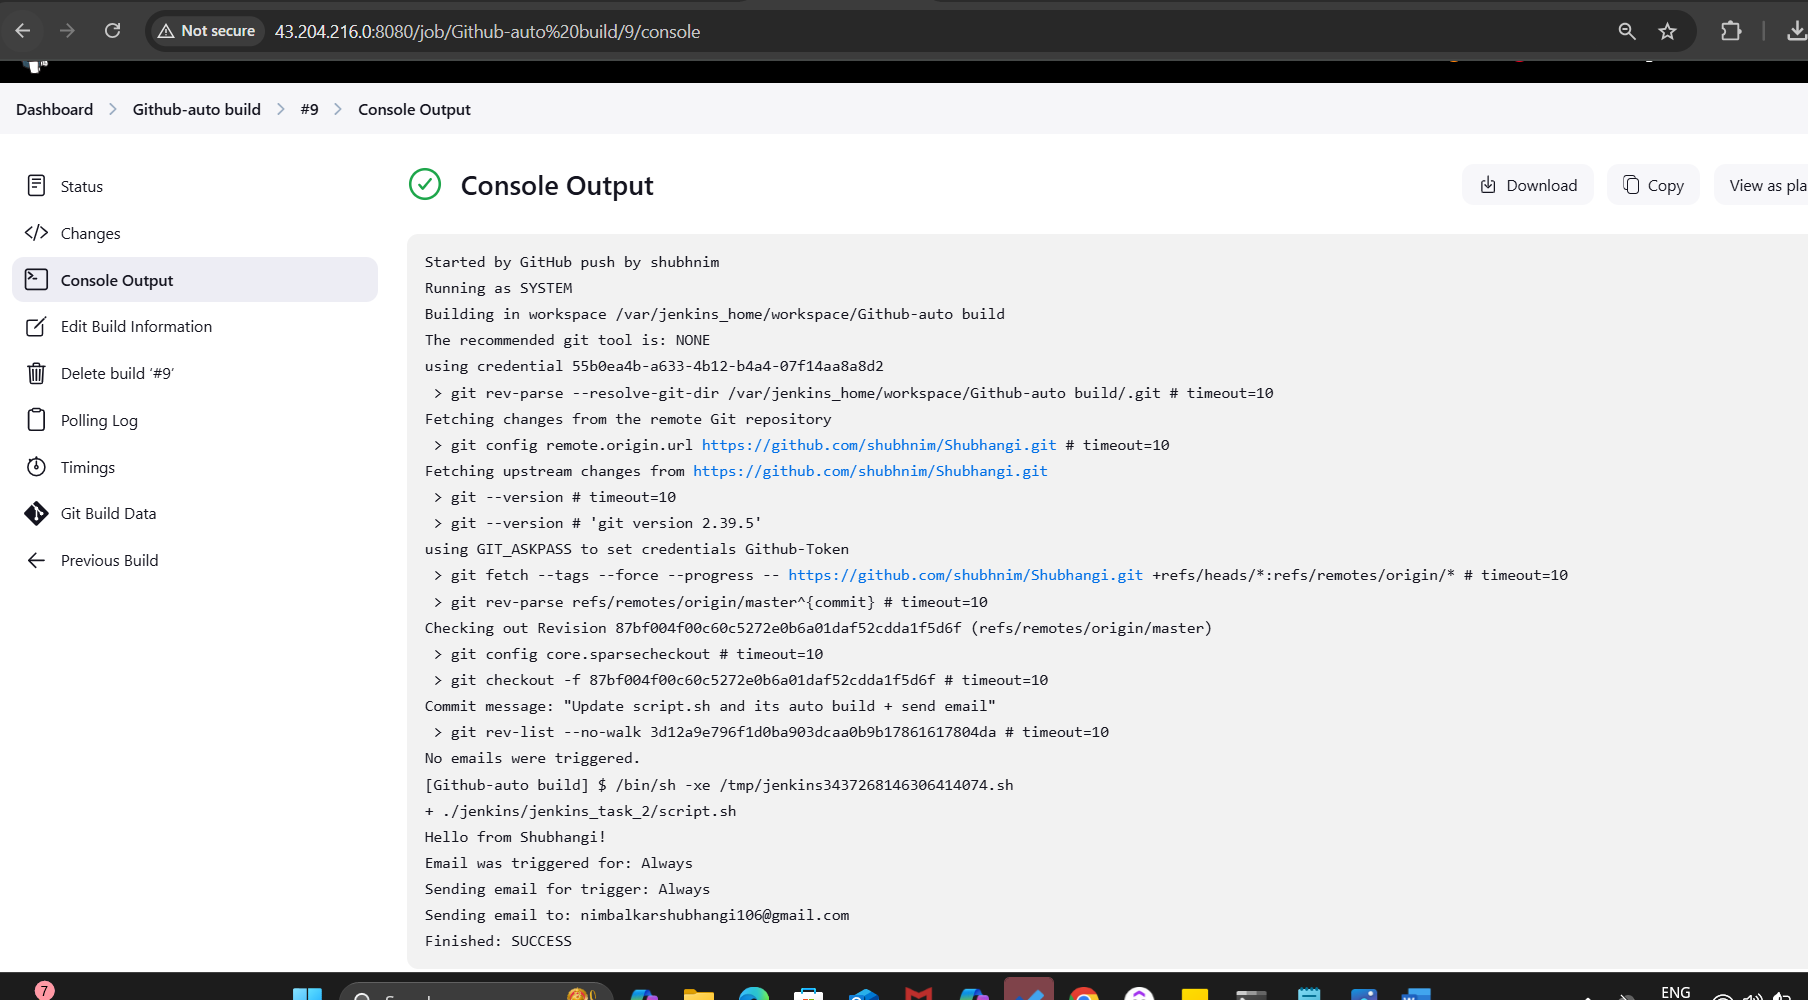 Not secure 43.204.216.0:8080/job/Github-auto%20build/9/console
Dashboard Github-auto build #9 Console Output
Status
Changes
Console Output
Edit Build Information
Delete build ‘#9’
Polling Log
Timings
Git Build Data
Previous Build
Console Output
Download Copy View as pla
Started by GitHub push by shubhnim
Running as SYSTEM
Building in workspace /var/jenkins_home/workspace/Github-auto build
The recommended git tool is: NONE
using credential 55b0ea4b-a633-4b12-b4a4-07f14aa8a8d2
> git rev-parse --resolve-git-dir /var/jenkins_home/workspace/Github-auto build/.git # timeout=10
Fetching changes from the remote Git repository
> git config remote.origin.url https://github.com/shubhnim/Shubhangi.git # timeout=10
Fetching upstream changes from https://github.com/shubhnim/Shubhangi.git
> git --version # timeout=10
> git --version # 'git version 2.39.5'
using GIT_ASKPASS to set credentials Github-Token
> git fetch --tags --force --progress -- https://github.com/shubhnim/Shubhangi.git +refs/heads/*:refs/remotes/origin/* # timeout=10
> git rev-parse refs/remotes/origin/master^{commit} # timeout=10
Checking out Revision 87bf004f00c60c5272e0b6a01daf52cdda1f5d6f (refs/remotes/origin/master)
> git config core.sparsecheckout # timeout=10
> git checkout -f 87bf004f00c60c5272e0b6a01daf52cdda1f5d6f # timeout=10
Commit message: "Update script.sh and its auto build + send email"
> git rev-list --no-walk 3d12a9e796f1d0ba903dcaa0b9b17861617804da # timeout=10
No emails were triggered.
[Github-auto build] $ /bin/sh -xe /tmp/jenkins3437268146306414074.sh
+ ./jenkins/jenkins_task_2/script.sh
Hello from Shubhangi!
Email was triggered for: Always
Sending email for trigger: Always
Sending email to: nimbalkarshubhangi106@gmail.com
Finished: SUCCESS
7
ENG